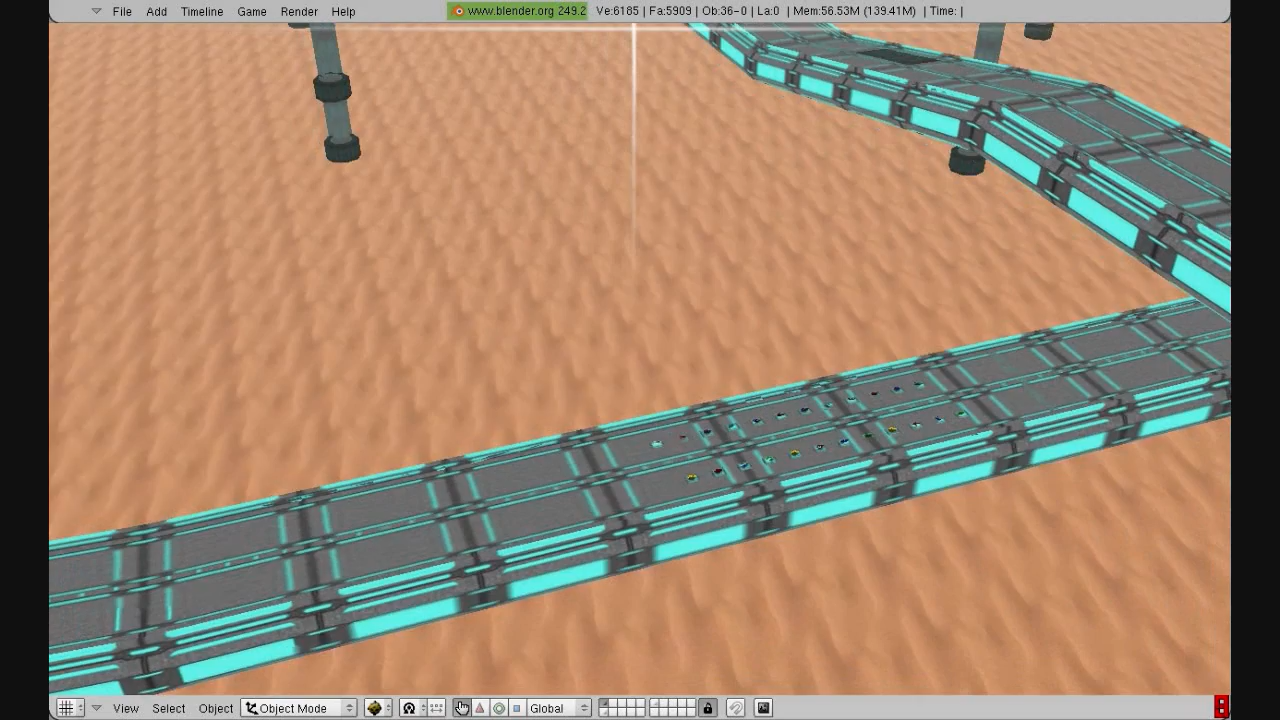 File Add Timeline Game Render Help www.blender.org 249.2 Ve:6185 | Fa:5909 | Ob:36-0 | La:0 | Mem:56.53M (139.41M) | Time: |
View Select Object Object Mode Global